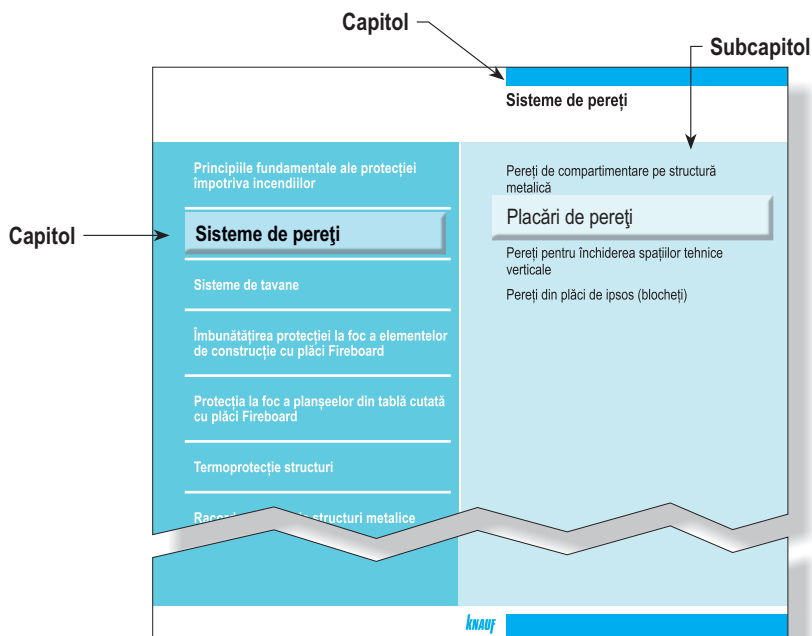 Capitol
Subcapitol
Sisteme de pereți
Principiile fundamentale ale protecției
împotriva incendiilor
Capitol
Sisteme de pereţi
Sisteme de tavane
Îmbunătățirea protecției la foc a elementelor
de construcție cu plăci Fireboard
Protecția la foc a planșeelor din tablă cutată
cu plăci Fireboard
Termoprotecție structuri
structuri metalice
Pereți de compartimentare pe structură
metalică
Placări de pereţi
Pereți pentru închiderea spațiilor tehnice
verticale
Pereți din plăci de ipsos (blocheți)
KNAUF